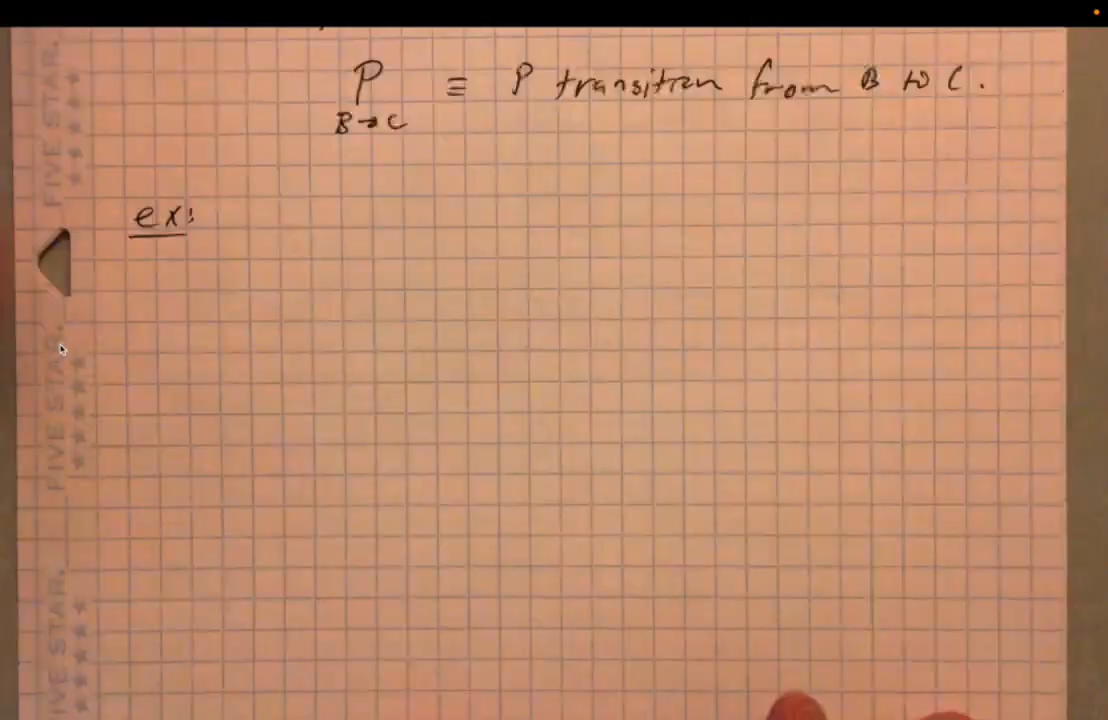 P ≡ P transition from B to C.
B→C
ex:
FIVE STAR.
FIVE STAR.
FIVE STAR.